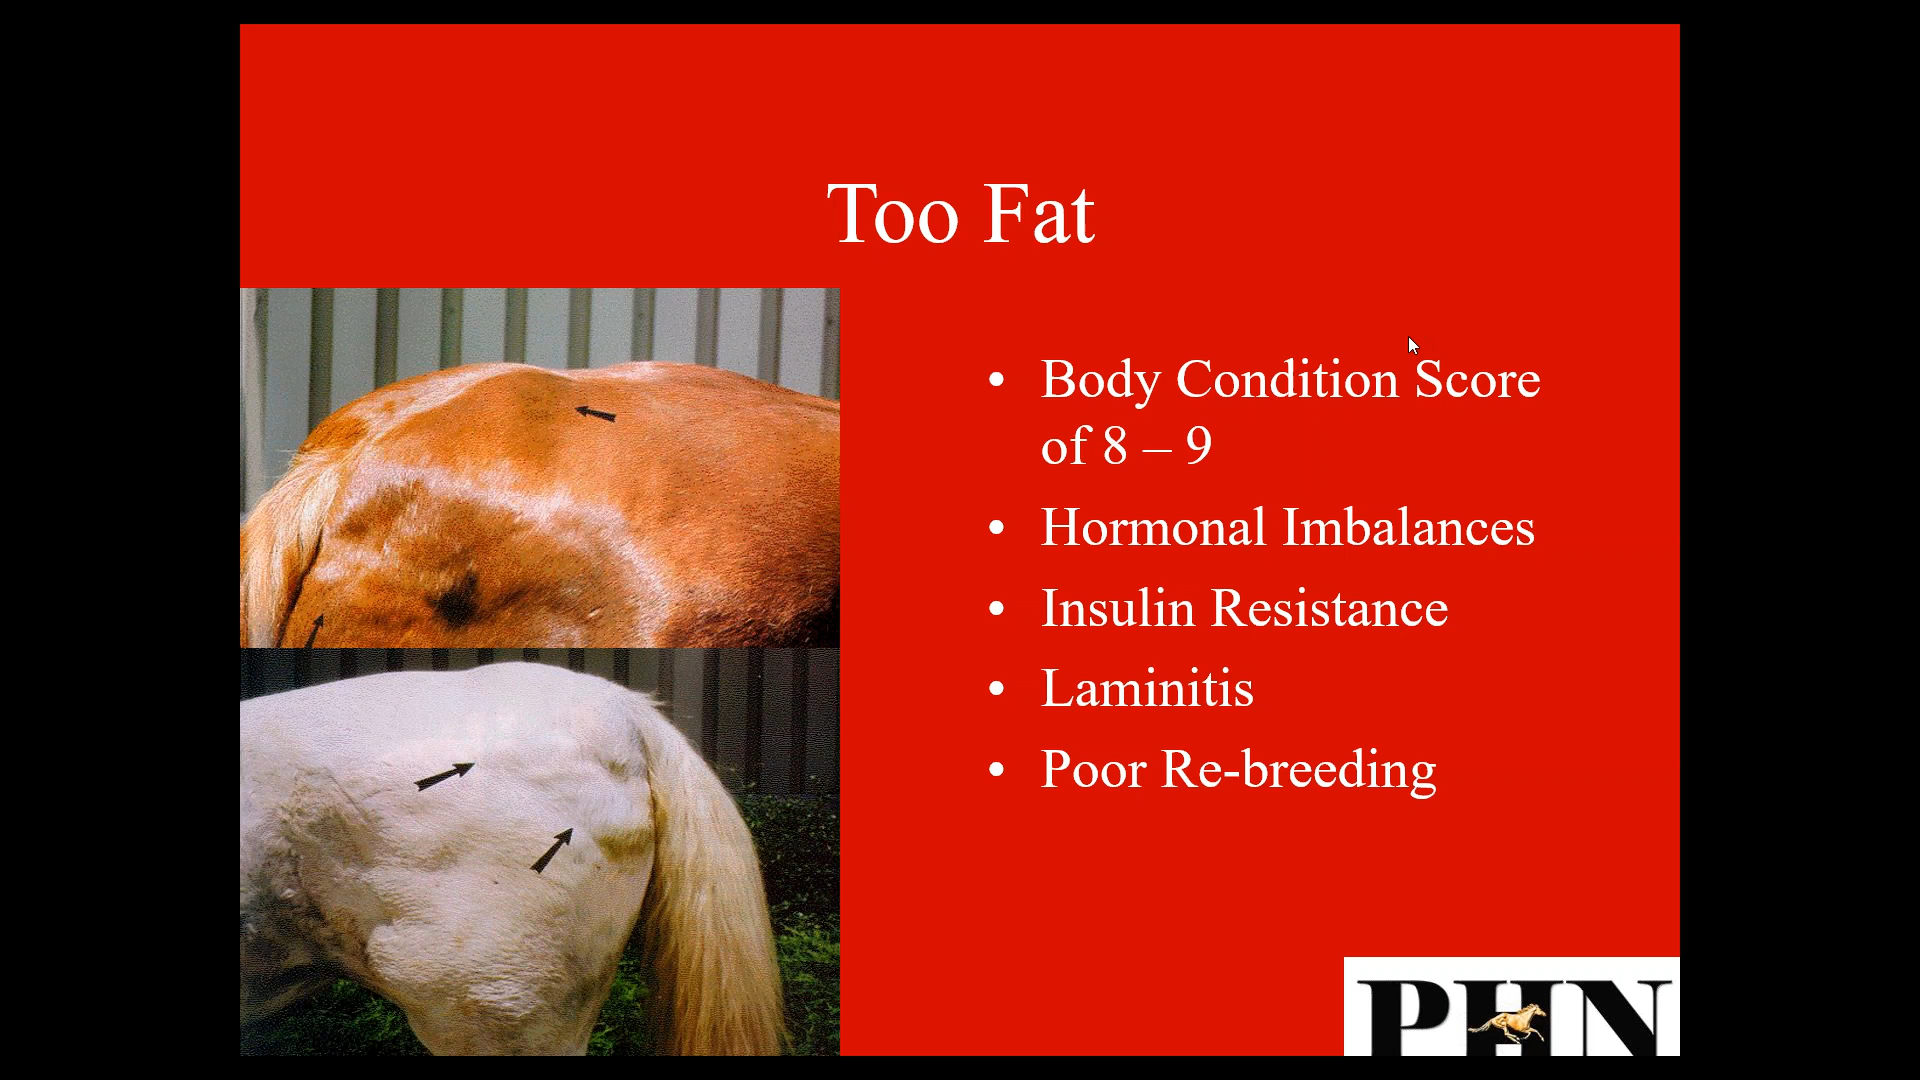 Too Fat
• Body Condition Score
of 8 – 9
• Hormonal Imbalances
• Insulin Resistance
• Laminitis
• Poor Re-breeding
PHN